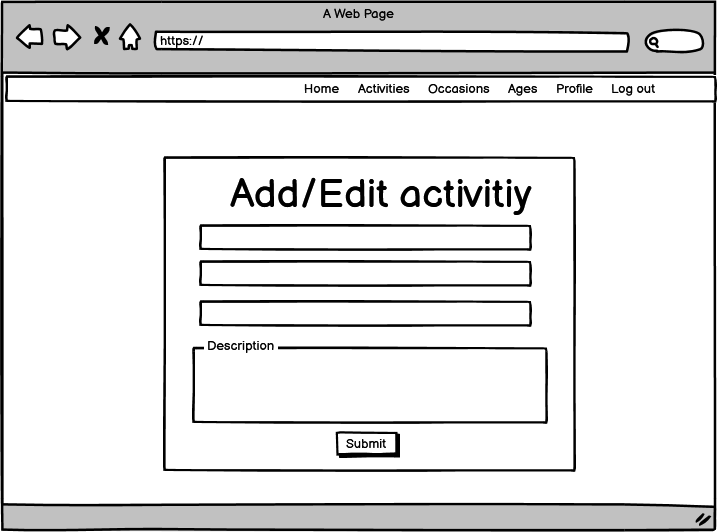 A Web Page
https://
Home Activities Occasions Ages Profile Log out
Add/Edit activitiy
Description
Submit